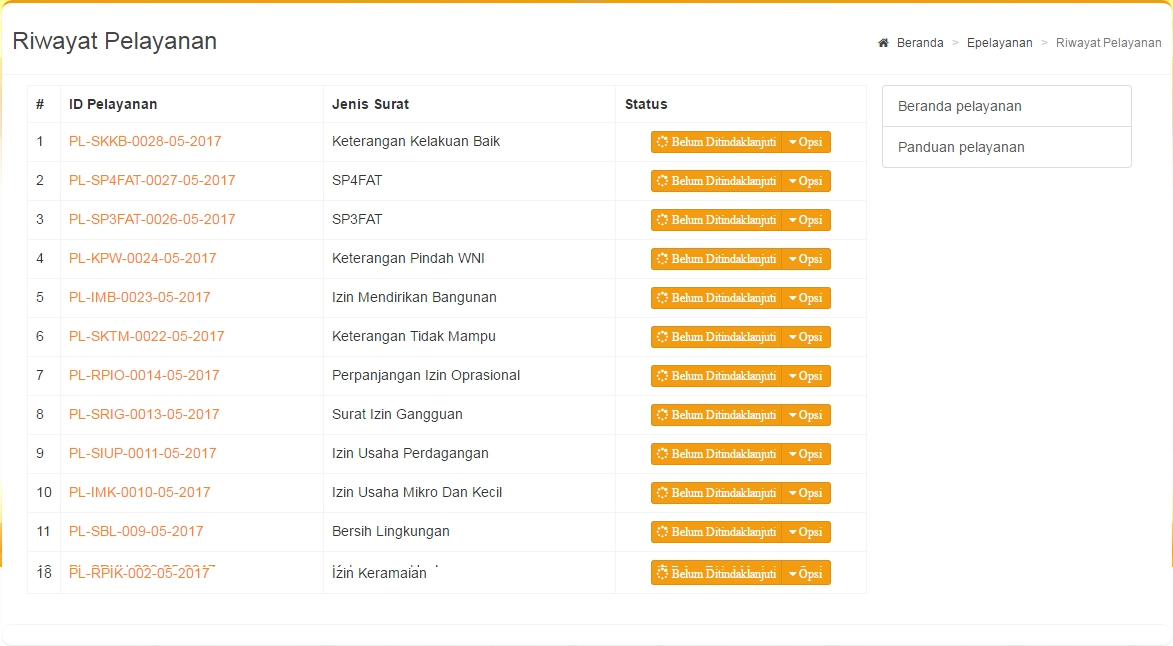 Riwayat Pelayanan
Beranda > Epelayanan > Riwayat Pelayanan
# ID Pelayanan Jenis Surat Status
1 PL-SKKB-0028-05-2017 Keterangan Kelakuan Baik Belum Ditindaklanjuti Opsi
2 PL-SP4FAT-0027-05-2017 SP4FAT Belum Ditindaklanjuti Opsi
3 PL-SP3FAT-0026-05-2017 SP3FAT Belum Ditindaklanjuti Opsi
4 PL-KPW-0024-05-2017 Keterangan Pindah WNI Belum Ditindaklanjuti Opsi
5 PL-IMB-0023-05-2017 Izin Mendirikan Bangunan Belum Ditindaklanjuti Opsi
6 PL-SKTM-0022-05-2017 Keterangan Tidak Mampu Belum Ditindaklanjuti Opsi
7 PL-RPIO-0014-05-2017 Perpanjangan Izin Oprasional Belum Ditindaklanjuti Opsi
8 PL-SRIG-0013-05-2017 Surat Izin Gangguan Belum Ditindaklanjuti Opsi
9 PL-SIUP-0011-05-2017 Izin Usaha Perdagangan Belum Ditindaklanjuti Opsi
10 PL-IMK-0010-05-2017 Izin Usaha Mikro Dan Kecil Belum Ditindaklanjuti Opsi
11 PL-SBL-009-05-2017 Bersih Lingkungan Belum Ditindaklanjuti Opsi
18 PL-RPIK-002-05-2017 Izin Keramaian Belum Ditindaklanjuti Opsi
Beranda pelayanan
Panduan pelayanan